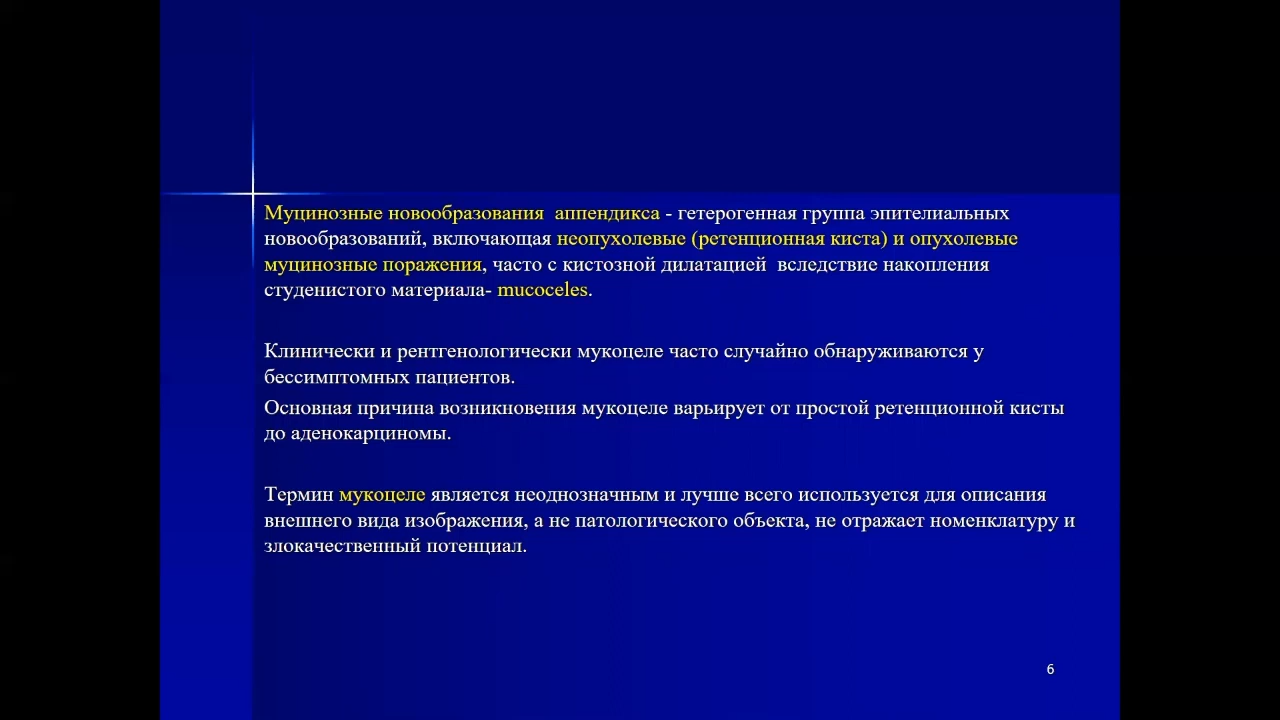 Муцинозные новообразования  аппендикса - гетерогенная группа эпителиальных
новообразований, включающая неопухолевые (ретенционная киста) и опухолевые
муцинозные поражения, часто с кистозной дилатацией  вследствие накопления
студенистого материала- mucoceles.
Клинически и рентгенологически мукоцеле часто случайно обнаруживаются у
бессимптомных пациентов.
Основная причина возникновения мукоцеле варьирует от простой ретенционной кисты
до аденокарциномы.
Термин мукоцеле является неоднозначным и лучше всего используется для описания
внешнего вида изображения, а не патологического объекта, не отражает номенклатуру и
злокачественный потенциал.
6